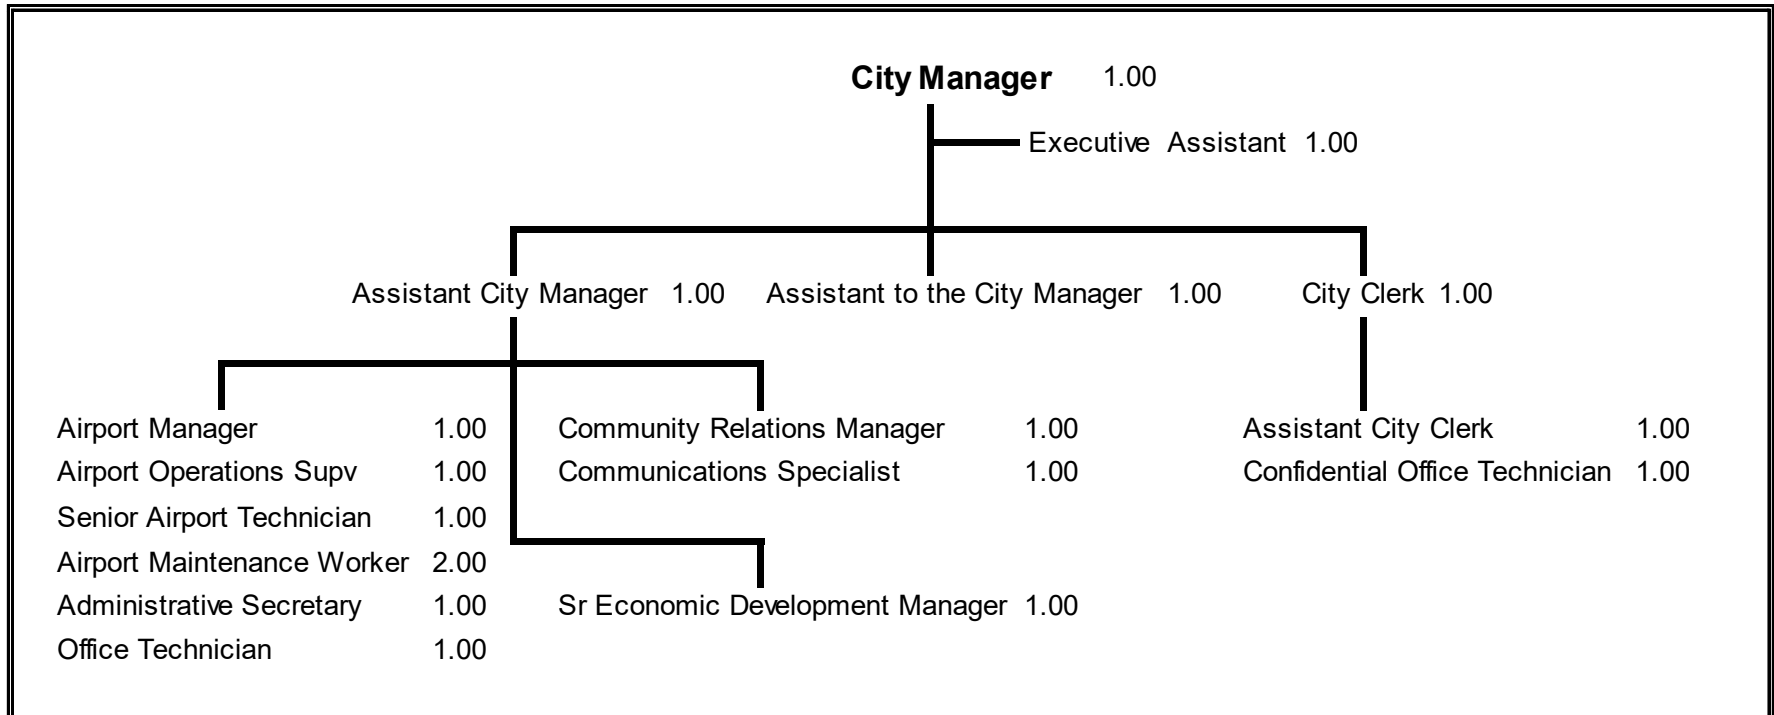 City Manager 1.00
Executive Assistant 1.00
Assistant City Manager 1.00 Assistant to the City Manager 1.00 City Clerk 1.00
Airport Manager 1.00 Community Relations Manager 1.00 Assistant City Clerk 1.00
Airport Operations Supv 1.00 Communications Specialist 1.00 Confidential Office Technician 1.00
Senior Airport Technician 1.00
Airport Maintenance Worker 2.00
Administrative Secretary 1.00 Sr Economic Development Manager 1.00
Office Technician 1.00